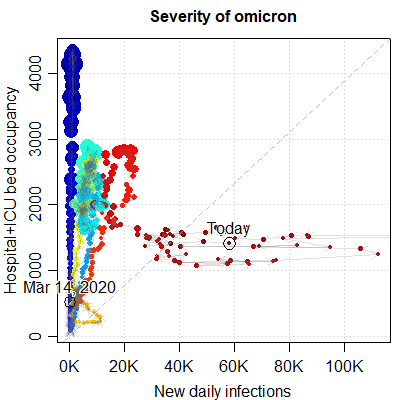 Severity of omicron
Hospital+ICU bed occupancy
4000
3000
2000
1000
0
Today
Mar 14, 2020
0K
20K
40K
60K
80K
100K
New daily infections